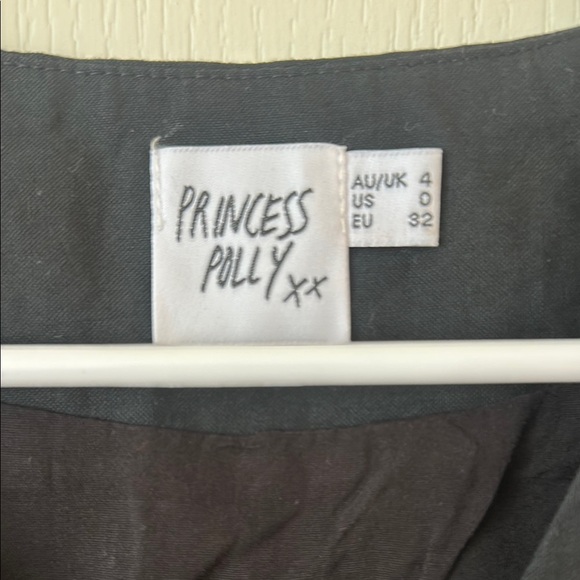 PRINCESS
POLLY xx
AU/UK 4
US 0
EU 32